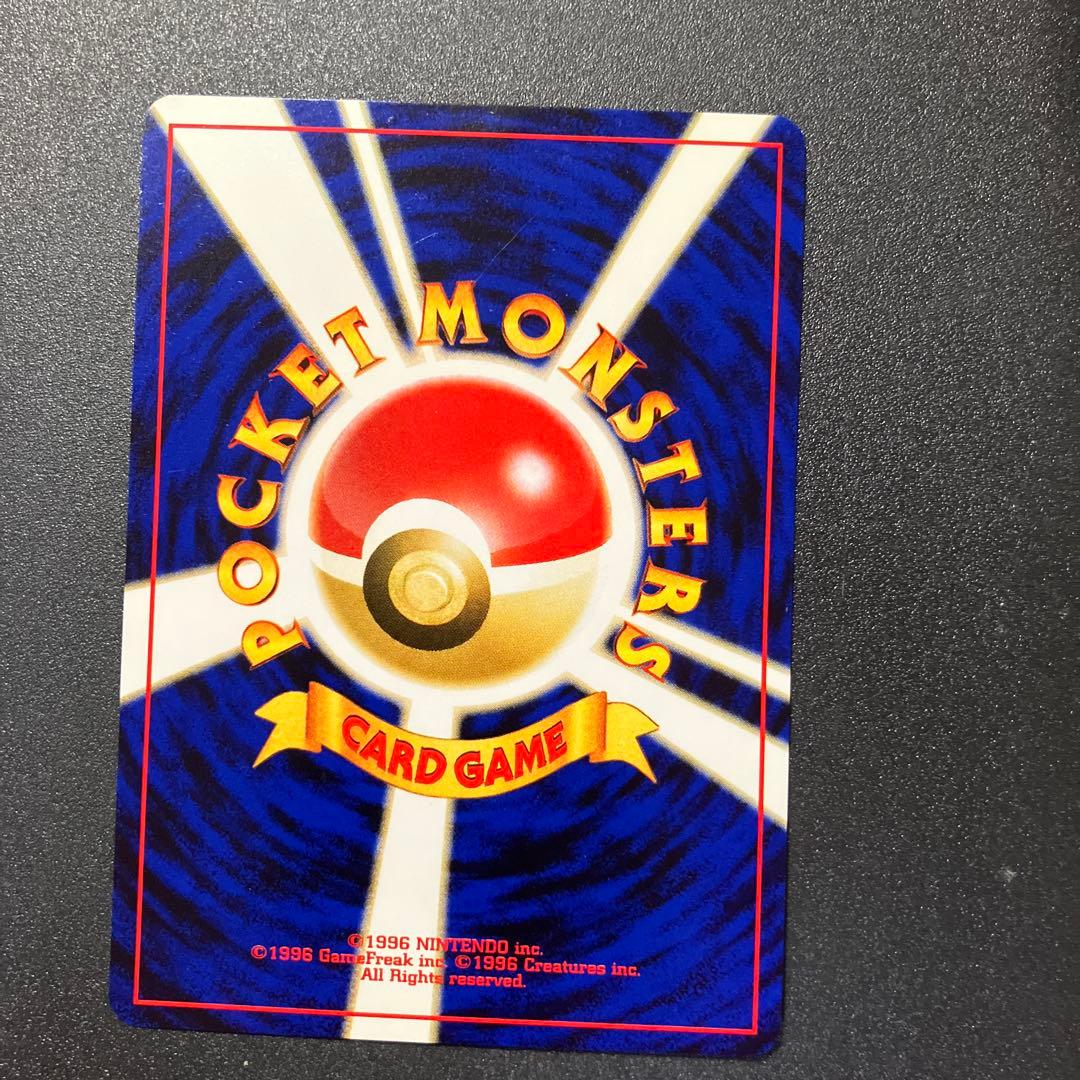 POCKET MONSTERS
CARD GAME
©1996 NINTENDO inc.
©1996 GameFreak inc. ©1996 Creatures inc.
All Rights reserved.